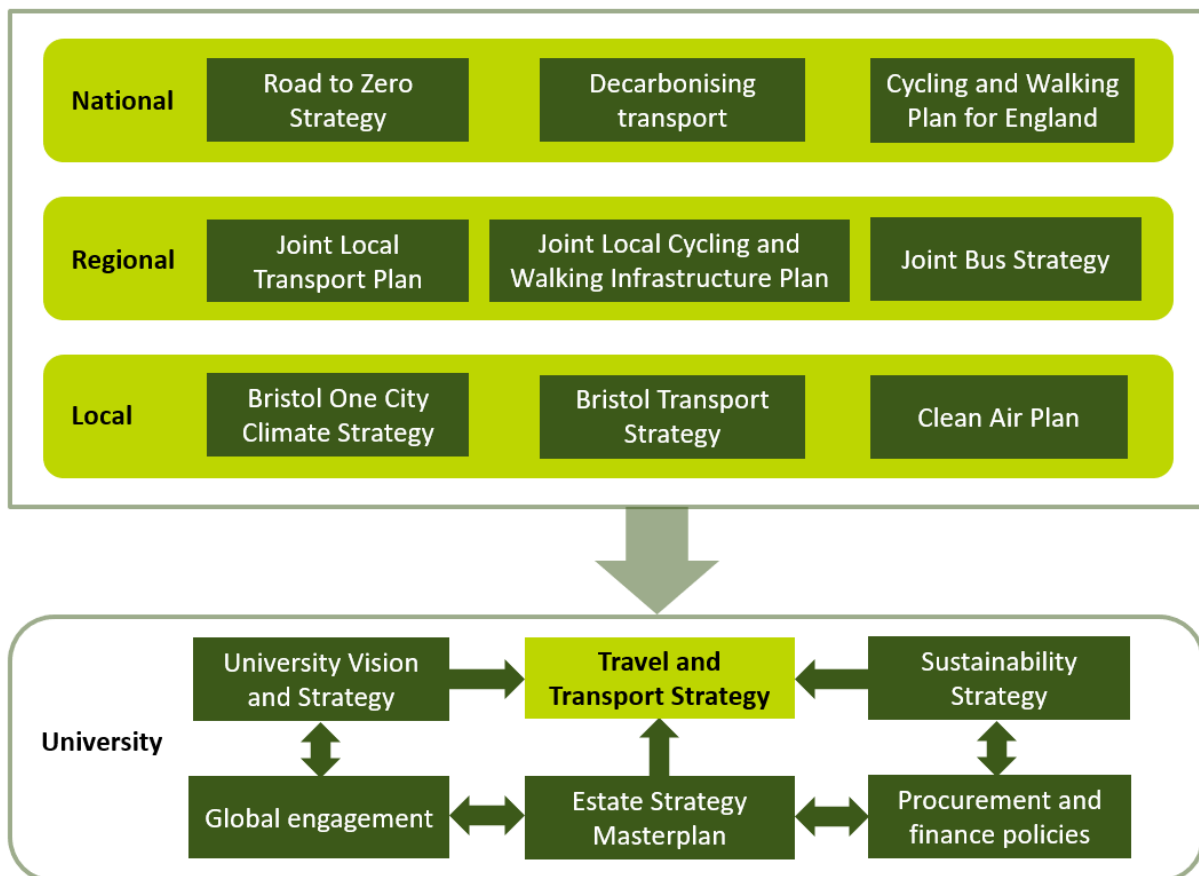 National
Road to Zero
Strategy
Decarbonising
transport
Cycling and Walking
Plan for England
Regional
Joint Local
Transport Plan
Joint Local Cycling and
Walking Infrastructure Plan
Joint Bus Strategy
Local
Bristol One City
Climate Strategy
Bristol Transport
Strategy
Clean Air Plan
University
University Vision
and Strategy
Travel and
Transport Strategy
Sustainability
Strategy
Global engagement
Estate Strategy
Masterplan
Procurement and
finance policies